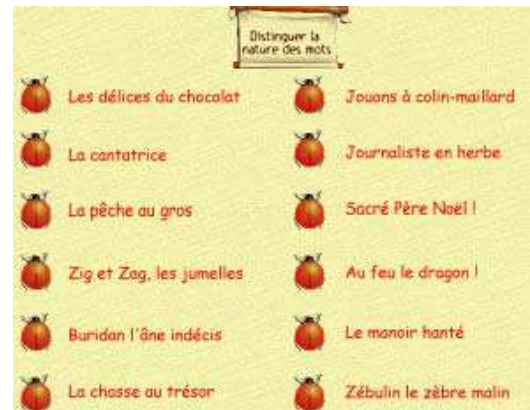 Distinguer la
nature des mots
Les délices du chocolat
La cantatrice
La pêche au gros
Zig et Zag, les jumelles
Buridan l'âne indécis
La chasse au trésor
Jouons à colin-maillard
Journaliste en herbe
Sacré Père Noël !
Au feu le dragon !
Le manoir hanté
Zébulin le zèbre malin